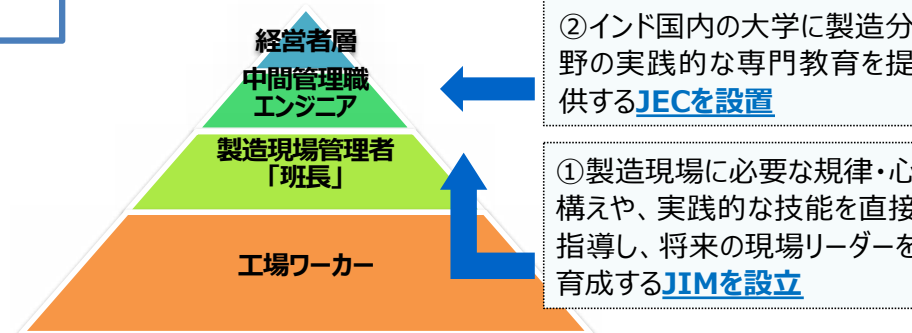 経営者層
中間管理職
エンジニア
製造現場管理者
「班長」
工場ワーカー
②インド国内の大学に製造分
野の実践的な専門教育を提
供するJECを設置
①製造現場に必要な規律・心
構えや、実践的な技能を直接
指導し、将来の現場リーダーを
育成するJIMを設立